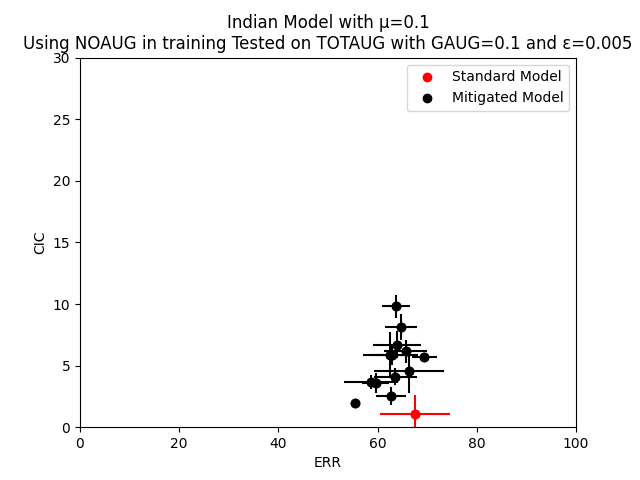 Indian Model with μ=0.1
Using NOAUG in training Tested on TOTAUG with GAUG=0.1 and ε=0.005
Standard Model
Mitigated Model
30
25
20
15
10
5
0
CIC
0 20 40 60 80 100
ERR